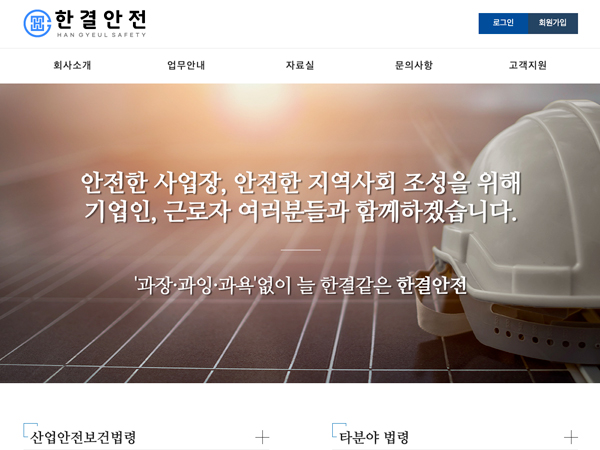 한결안전
HAN GYEUL SAFETY
로그인
회원가입
회사소개
업무안내
자료실
문의사항
고객지원
안전한 사업장, 안전한 지역사회 조성을 위해
기업인, 근로자 여러분들과 함께하겠습니다.
'과장·과잉·과욕'없이 늘 한결같은 한결안전
산업안전보건법령
타분야 법령